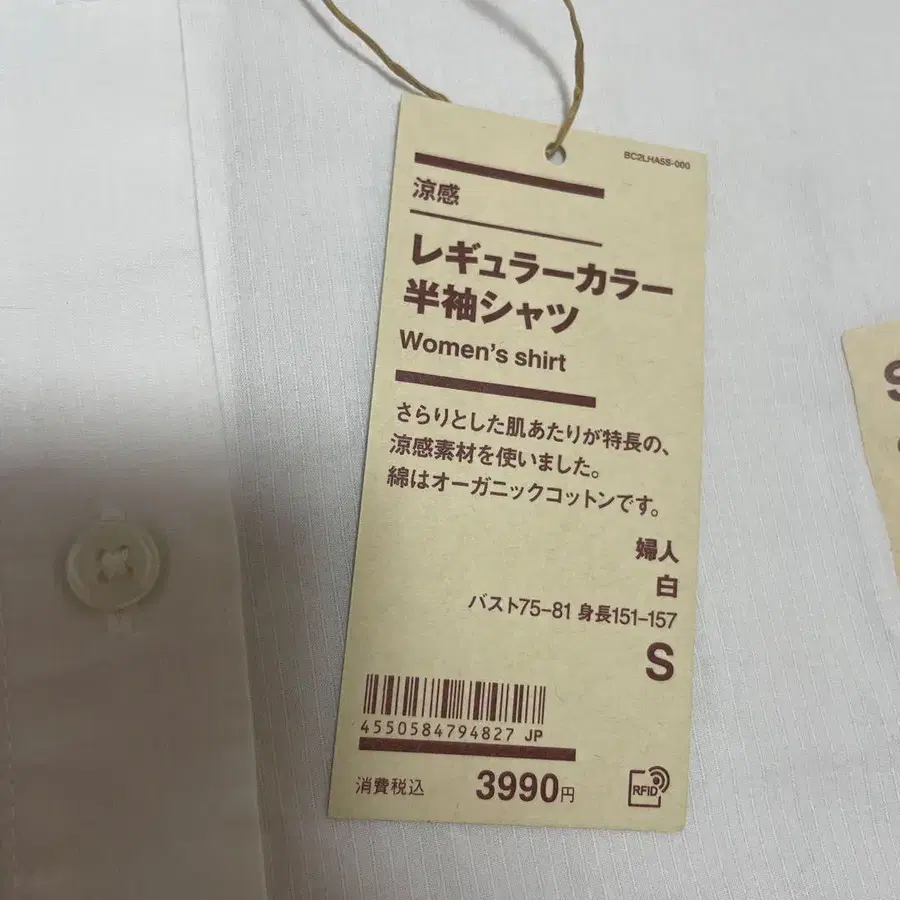 BC2LHA5S-000
涼感
レギュラーカラー
半袖シャツ
Women's shirt
さらりとした肌あたりが特長の、
涼感素材を使いました。
綿はオーガニックコットンです。
婦人
白
バスト75-81 身長151-157
S
4550584794827 JP
消費税込 3990円
RFID